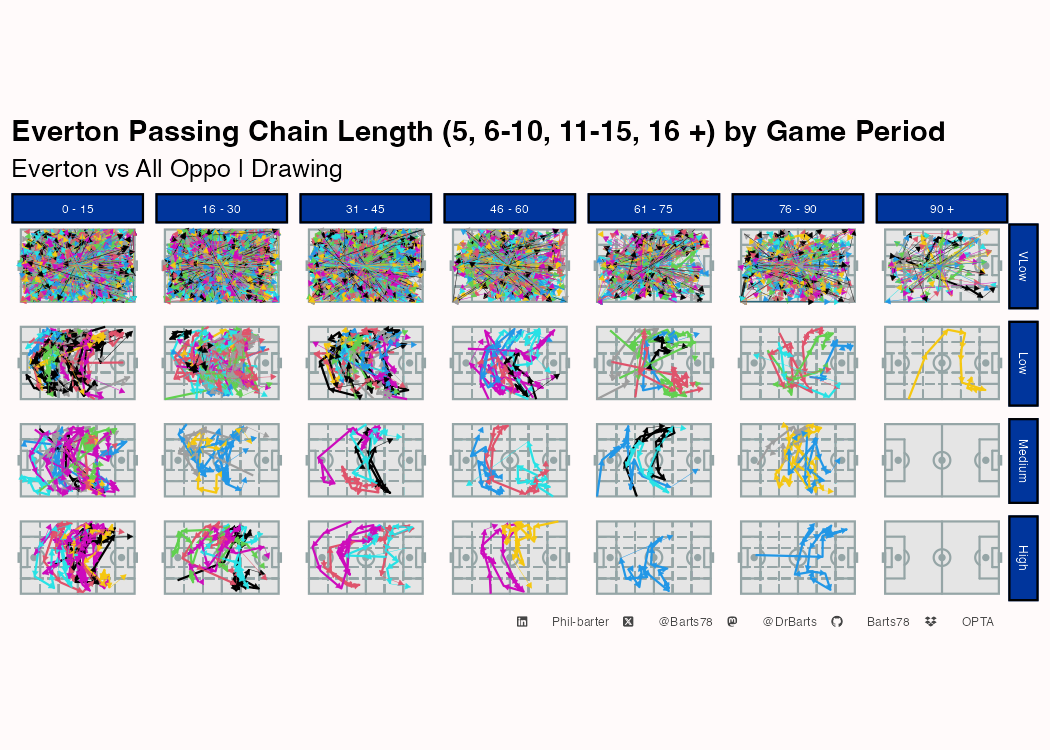 Everton Passing Chain Length (5, 6-10, 11-15, 16 +) by Game Period
Everton vs All Oppo I Drawing
0 - 15 16 - 30 31 - 45 46 - 60 61 - 75 76 - 90 90 +
VLow
Low
Medium
High
Phil-barter @Barts78 @DrBarts Barts78 OPTA